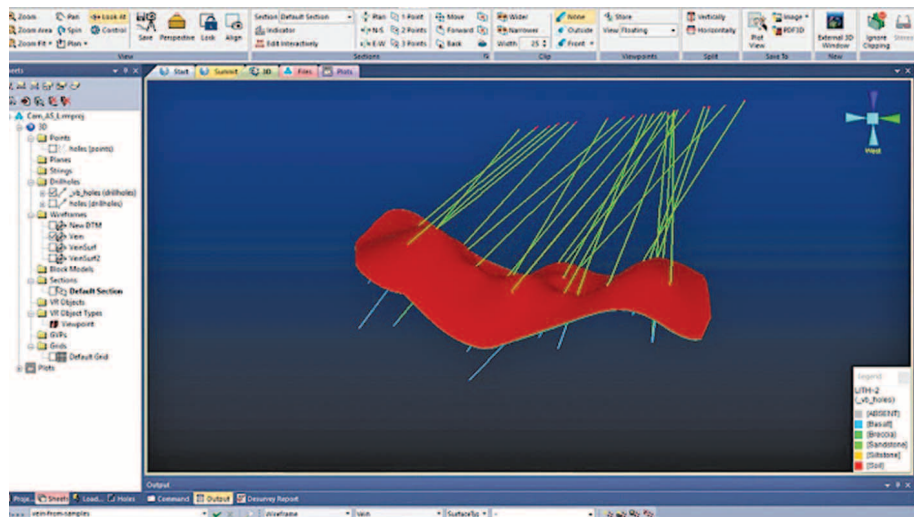 Zoom Pan Look At
Zoom Area Spin Sections
Zoom Fit Plan Save Perspective Lock Align
Section Default Section
Indicator
Edit Interactively
Plan 1 Point
N-S 2 Points
E-W 3 Points
Move
Forward
Back
Wider
Narrower
Width 25
None
Outside
Front
Store
View Floating
Vertically
Horizontally
Plot View
Image
PDF3D
External 3D Window
Ignore Clipping
View Sections Clip Viewpoints Split Save To New
Start Summit 3D Files Plots
3D
Points
holes (points)
Planes
Strings
Drillholes
_vb_holes (drillholes)
holes (drillholes)
Wireframes
New DTM
Vein
VeinSurf
VeinSurf2
Block Models
Sections
Default Section
VR Objects
VR Object Types
Viewpoint
GVPs
Grids
Default Grid
Plots
West
Legend
LITH-2
(_vb_holes)
[ABSENT]
[Basalt]
[Breccia]
[Sandstone]
[Siltstone]
[Soil]
Output
Proje... Sheets Load... Holes Command Output Desurvey Report
vein-from-samples Wireframe Vein